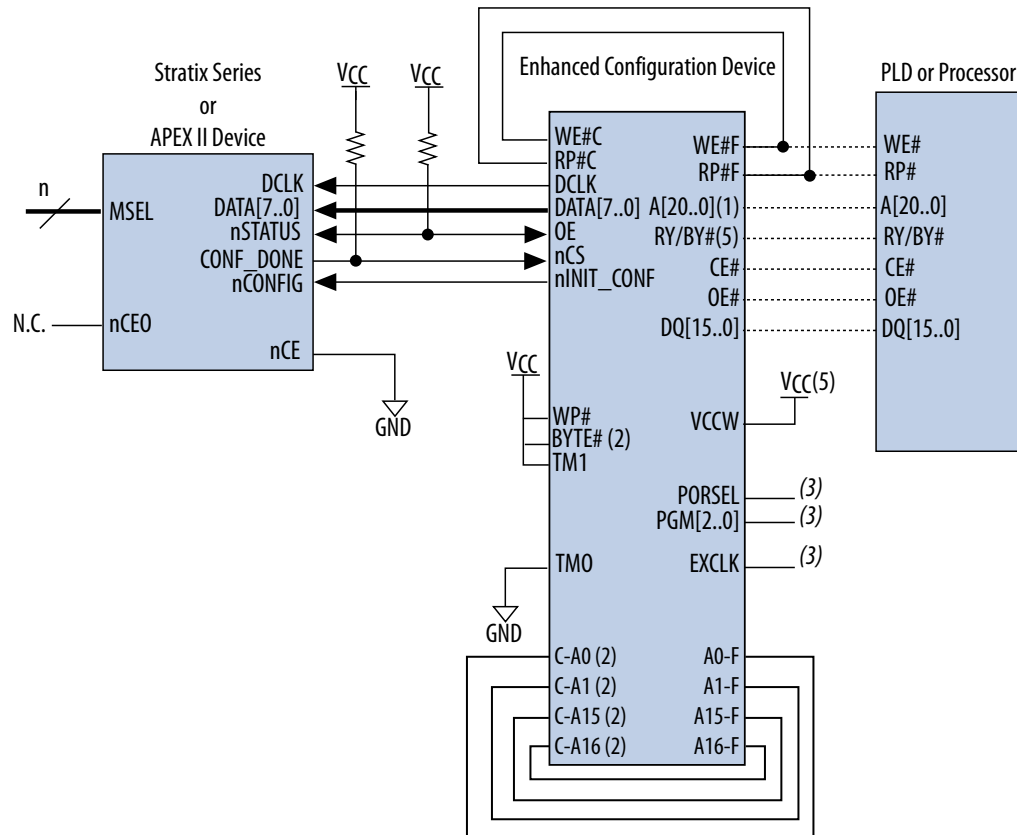 Stratix Series
or
APEX II Device
VCC
VCC
Enhanced Configuration Device
PLD or Processor
n
MSEL
N.C.
nCEO
DCLK
DATA[7..0]
nSTATUS
CONF_DONE
nCONFIG
nCE
GND
WE#C
RP#C
DCLK
DATA[7..0]
OE
nCS
nINIT_CONF
VCC
WP#
BYTE# (2)
TM1
TMO
GND
C-A0 (2)
C-A1 (2)
C-A15 (2)
C-A16 (2)
WE#F
RP#F
A[20..0](1)
RY/BY#(5)
CE#
OE#
DQ[15..0]
VCC(5)
VCCW
PORSEL
(3)
PGM[2..0]
(3)
EXCLK
(3)
A0-F
A1-F
A15-F
A16-F
WE#
RP#
A[20..0]
RY/BY#
CE#
OE#
DQ[15..0]